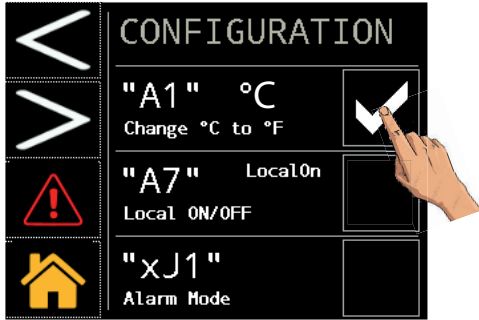 CONFIGURATION
"A1" °C
Change °C to °F
"A7" LocalOn
Local ON/OFF
"xJ1"
Alarm Mode